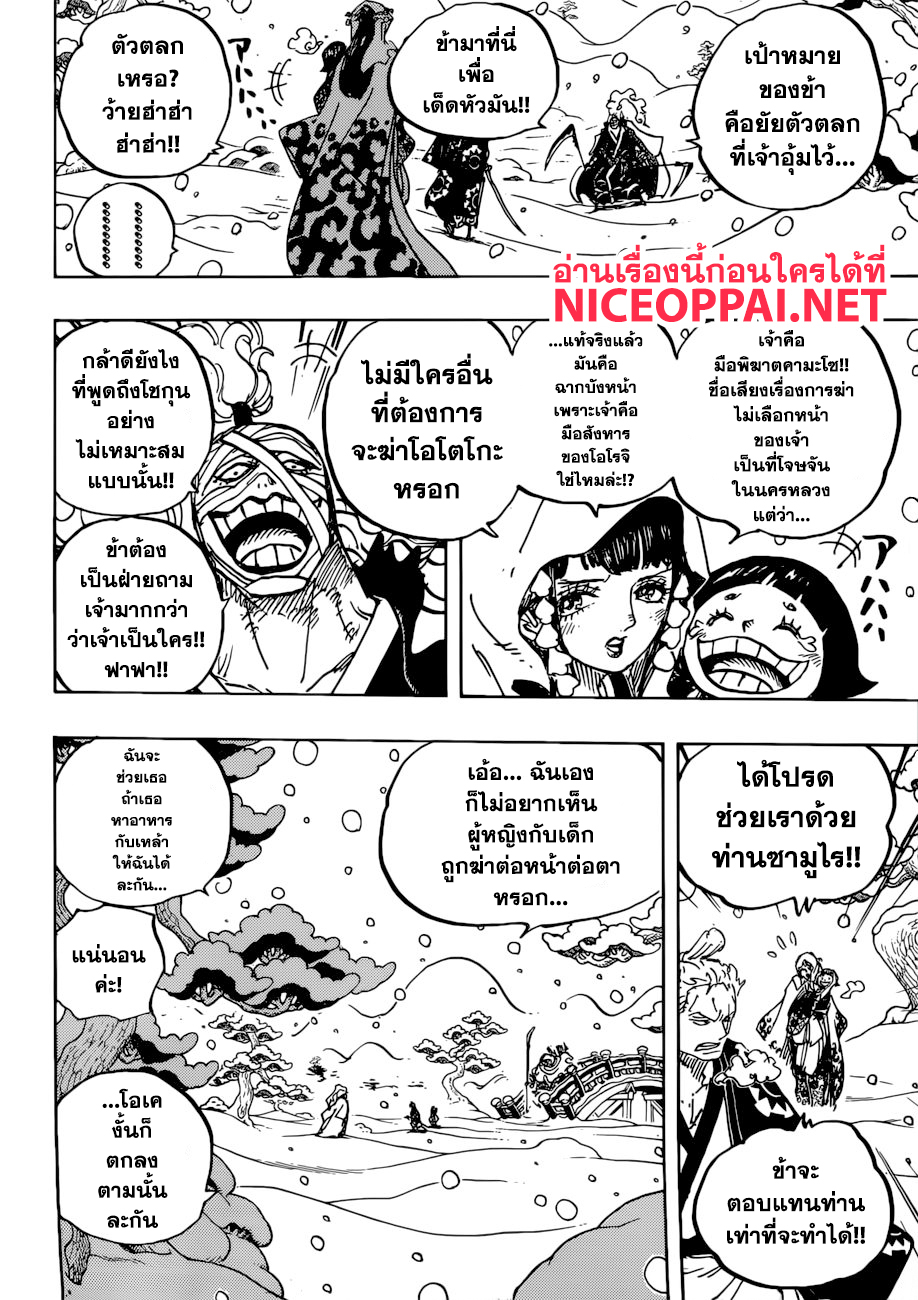 เป้าหมาย
ของข้า
คือยัยตัวตลก
ที่เจ้าอุ้มไว้...
ข้ามาที่นี่
เพื่อ
เด็ดหัวมัน!!
アハハハハ
ตัวตลก
เหรอ?
ว้ายฮ่าฮ่า
ฮ่าฮ่า!!
อ่านเรื่องนี้ก่อนใครได้ที่
NICEOPPAI.NET
เจ้าคือ
มือพิฆาตคามะโซ!!
ชื่อเสียงเรื่องการฆ่า
ไม่เลือกหน้า
ของเจ้า
เป็นที่โจษจัน
ในนครหลวง
แต่ว่า...
...แท้จริงแล้ว
มันคือ
ฉากบังหน้า
เพราะเจ้าคือ
มือสังหาร
ของโอโรจิ
ใช่ไหมล่ะ!?
アハハハ
ไม่มีใครอื่น
ที่ต้องการ
จะฆ่าโอโตโกะ
หรอก
กล้าดียังไง
ที่พูดถึงโชกุน
อย่าง
ไม่เหมาะสม
แบบนั้น!!
ข้าต้อง
เป็นฝ่ายถาม
เจ้ามากกว่า
ว่าเจ้าเป็นใคร!!
ฟาฟา!!
ได้โปรด
ช่วยเราด้วย
ท่านซามูไร!!
ข้าจะ
ตอบแทนท่าน
เท่าที่จะทำได้!!
เอ้อ... ฉันเอง
ก็ไม่อยากเห็น
ผู้หญิงกับเด็ก
ถูกฆ่าต่อหน้าต่อตา
หรอก...
ฉันจะ
ช่วยเธอ
ถ้าเธอ
หาอาหาร
กับเหล้า
ให้ฉันได้
ละกัน...
แน่นอน
ค่ะ!
...โอเค
งั้นก็
ตกลง
ตามนั้น
ละกัน